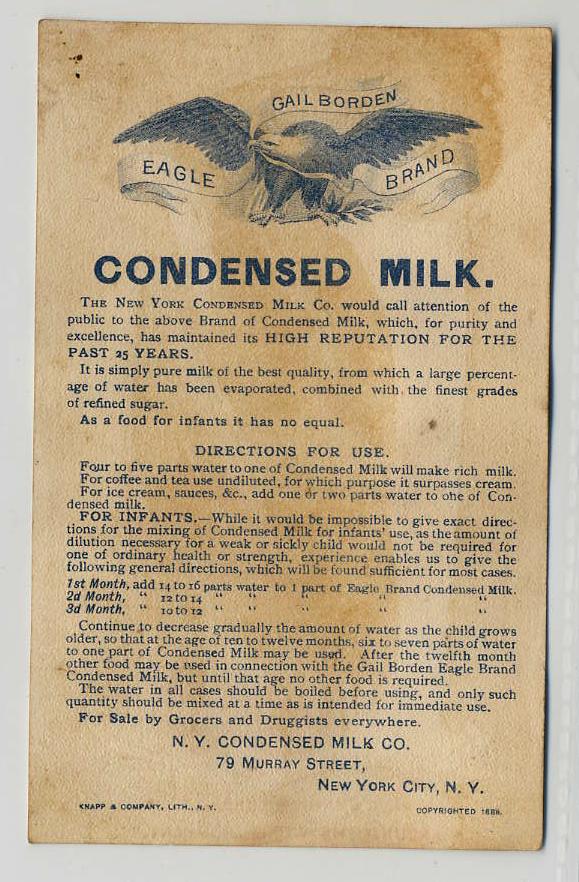 GAIL BORDEN
EAGLE BRAND
CONDENSED MILK.
THE NEW YORK CONDENSED MILK CO. would call attention of the
public to the above Brand of Condensed Milk, which, for purity and
excellence, has maintained its HIGH REPUTATION FOR THE
PAST 25 YEARS.
It is simply pure milk of the best quality, from which a large percent-
age of water has been evaporated, combined with the finest grades
of refined sugar.
As a food for infants it has no equal.
DIRECTIONS FOR USE.
Four to five parts water to one of Condensed Milk will make rich milk.
For coffee and tea use undiluted, for which purpose it surpasses cream.
For ice cream, sauces, &c., add one or two parts water to one of Con-
densed milk.
FOR INFANTS.—While it would be impossible to give exact direc-
tions for the mixing of Condensed Milk for infants' use, as the amount of
dilution necessary for a weak or sickly child would not be required for
one of ordinary health or strength, experience enables us to give the
following general directions, which will be found sufficient for most cases.
1st Month, add 14 to 16 parts water to 1 part of Eagle Brand Condensed Milk.
2d Month, " 12 to 14 " " " "
3d Month, " 10 to 12 " " " "
Continue to decrease gradually the amount of water as the child grows
older, so that at the age of ten to twelve months, six to seven parts of water
to one part of Condensed Milk may be used. After the twelfth month
other food may be used in connection with the Gail Borden Eagle Brand
Condensed Milk, but until that age no other food is required.
The water in all cases should be boiled before using, and only such
quantity should be mixed at a time as is intended for immediate use.
For Sale by Grocers and Druggists everywhere.
N. Y. CONDENSED MILK CO.
79 MURRAY STREET,
NEW YORK CITY, N. Y.
KNAPP & COMPANY, LITH., N. Y. COPYRIGHTED